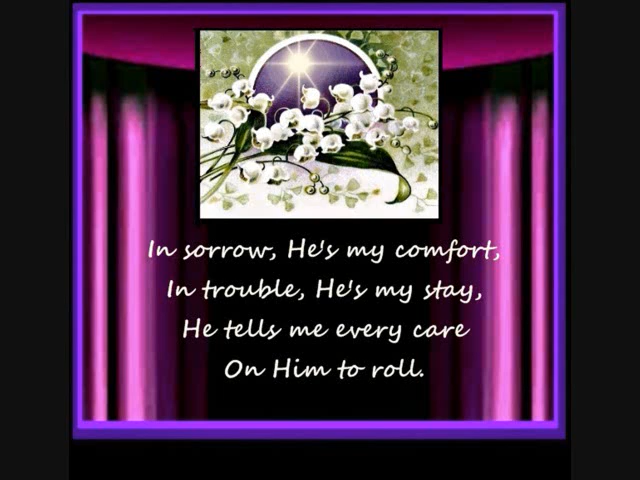 In sorrow, He's my comfort,
In trouble, He's my stay,
He tells me every care
On Him to roll.